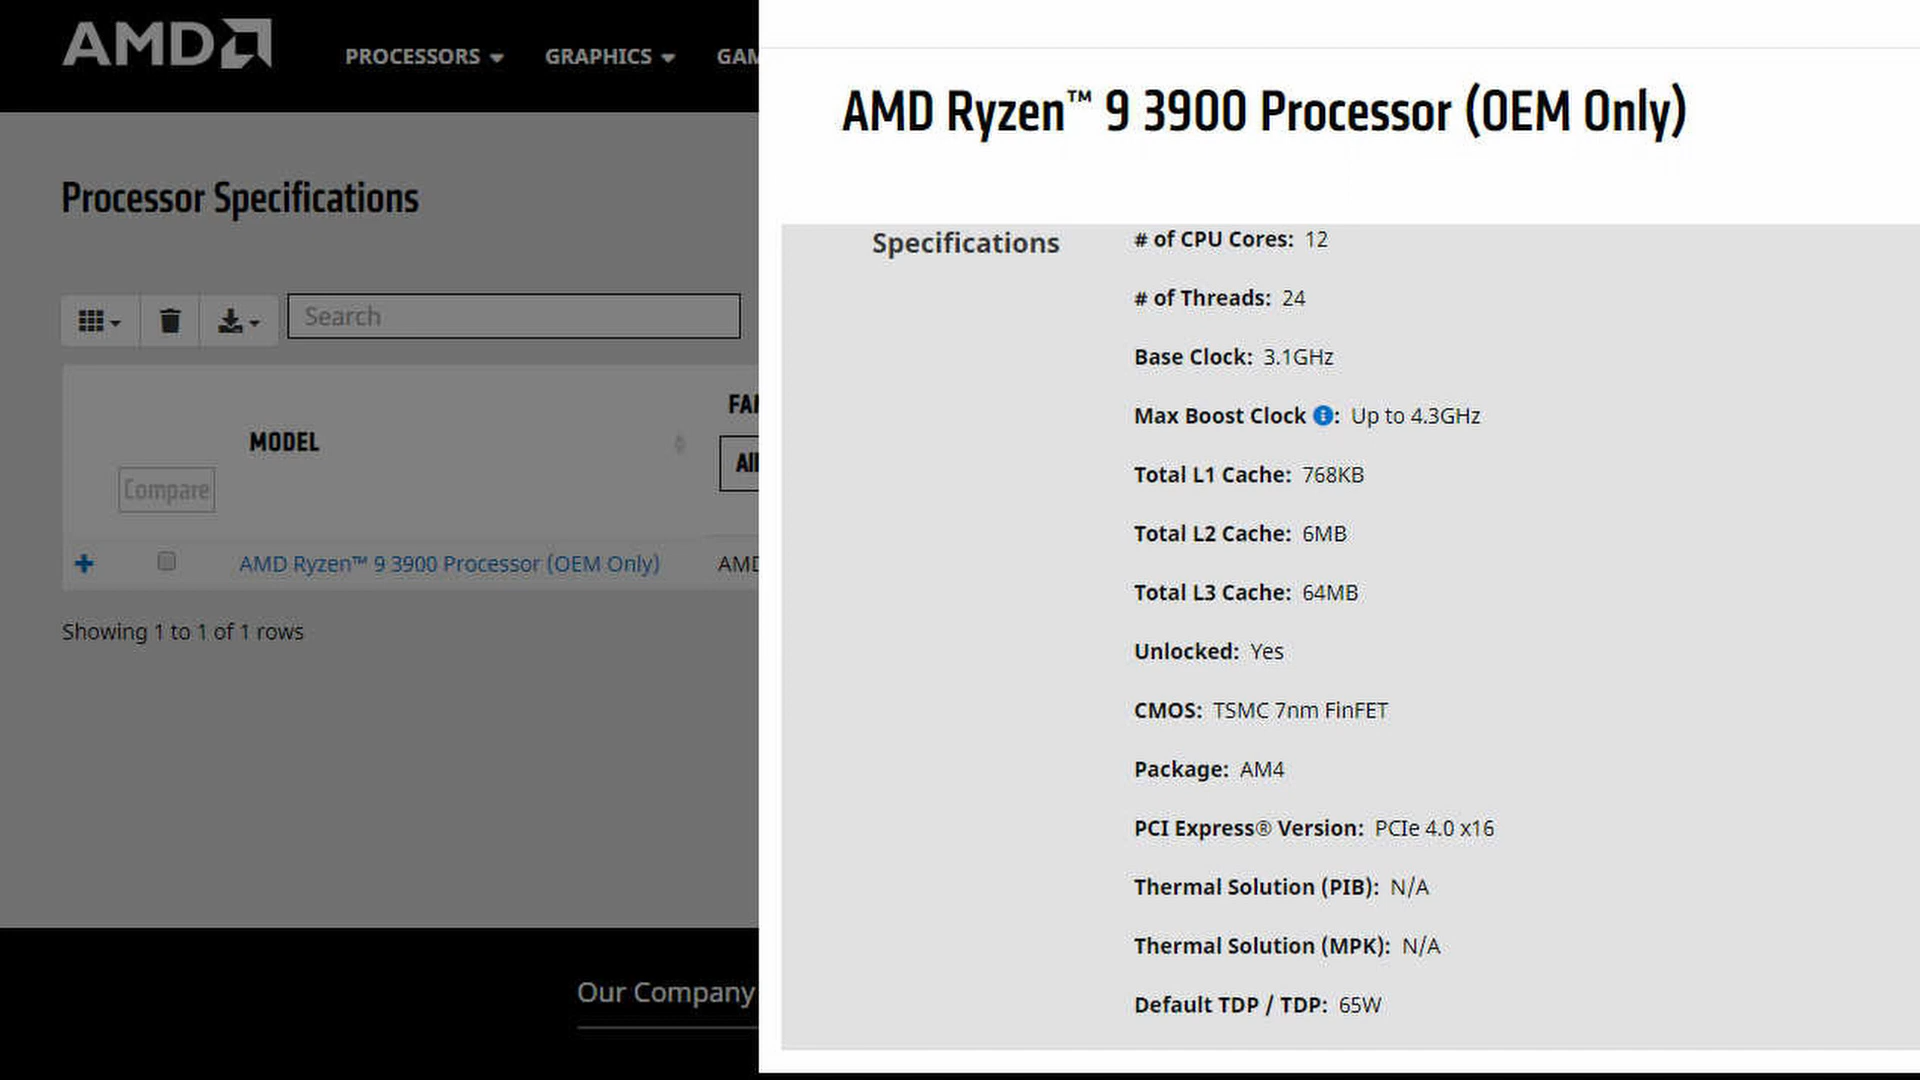 AMD
PROCESSORS GRAPHICS GAM
Processor Specifications
Search
MODEL
FAM
All
Compare
AMD Ryzen™ 9 3900 Processor (OEM Only) AMD
Showing 1 to 1 of 1 rows
Our Company
AMD Ryzen™ 9 3900 Processor (OEM Only)
Specifications
# of CPU Cores: 12
# of Threads: 24
Base Clock: 3.1GHz
Max Boost Clock : Up to 4.3GHz
Total L1 Cache: 768KB
Total L2 Cache: 6MB
Total L3 Cache: 64MB
Unlocked: Yes
CMOS: TSMC 7nm FinFET
Package: AM4
PCI Express® Version: PCIe 4.0 x16
Thermal Solution (PIB): N/A
Thermal Solution (MPK): N/A
Default TDP / TDP: 65W